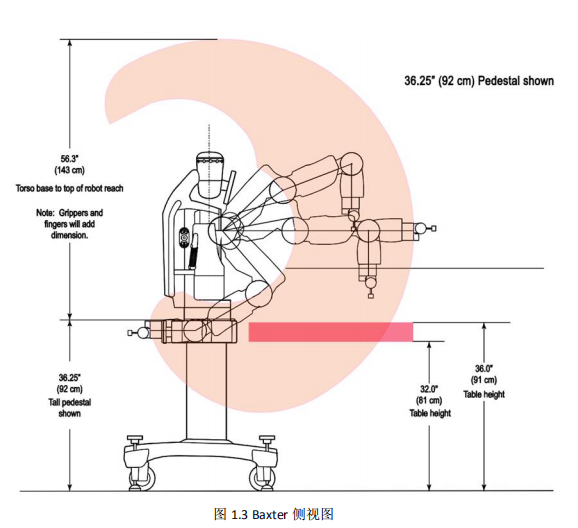 36.25" (92 cm) Pedestal shown
56.3"
(143 cm)
Torso base to top of robot reach
Note: Grippers and
fingers will add
dimension.
36.25"
(92 cm)
Tall pedestal
shown
32.0"
(81 cm)
Table height
36.0"
(91 cm)
Table height
图 1.3 Baxter 侧视图